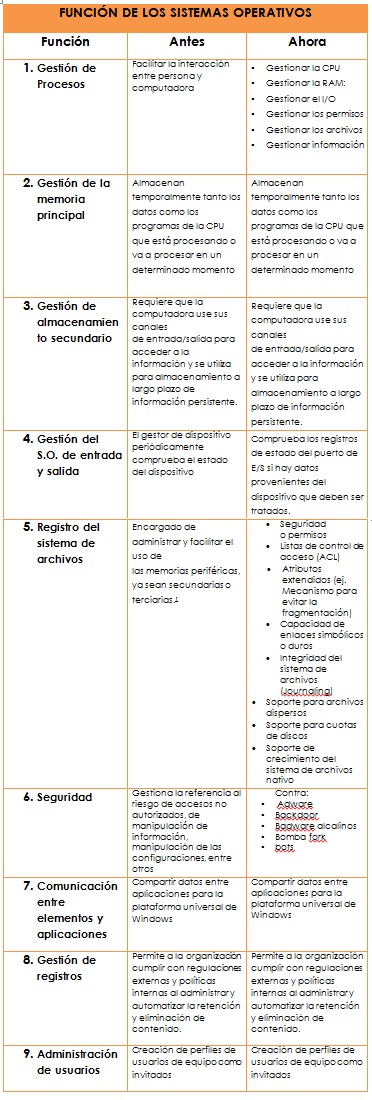 FUNCIÓN DE LOS SISTEMAS OPERATIVOS
Función
Antes
Ahora
1. Gestión de
Procesos
Facilitar la interacción
entre persona y
computadora
• Gestionar la CPU
• Gestionar la RAM:
• Gestionar el I/O
• Gestionar los permisos
• Gestionar los archivos
• Gestionar información
2. Gestión de la
memoria
principal
Almacenan
temporalmente tanto los
datos como los
programas de la CPU
que está procesando o
va a procesar en un
determinado momento
Almacenan
temporalmente tanto los
datos como los
programas de la CPU que
está procesando o va a
procesar en un
determinado momento
3. Gestión de
almacenamien
to secundario
Requiere que la
computadora use sus
canales
de entrada/salida para
acceder a la
información y se utiliza
para almacenamiento a
largo plazo de
información persistente.
Requiere que la
computadora use sus
canales
de entrada/salida para
acceder a la información
y se utiliza para
almacenamiento a largo
plazo de información
persistente.
4. Gestión del
S.O. de entrada
y salida
El gestor de dispositivo
periódicamente
comprueba el estado
del dispositivo
Comprueba los registros
de estado del puerto de
E/S si hay datos
provenientes del
dispositivo que deben ser
tratados.
5. Registro del
sistema de
archivos
Encargado de
administrar y facilitar el
uso de
las memorias periféricas,
ya sean secundarias o
terciarias.1
• Seguridad
o permisos
• Listas de control de
acceso (ACL)
• Atributos
extendidos (ej.
Mecanismo para
evitar la
fragmentación)
• Capacidad de
enlaces simbólicos
o duros
• Integridad del
sistema de
archivos
(Journaling)
• Soporte para archivos
dispersos
• Soporte para cuotas
de discos
• Soporte de
crecimiento del
sistema de archivos
nativo
6. Seguridad
Gestiona la referencia al
riesgo de accesos no
autorizados, de
manipulación de
información,
manipulación de las
configuraciones, entre
otros
Contra:
• Adware
• Backdoor
• Badware alcalinos
• Bomba fork
• bots
7. Comunicación
entre
elementos y
aplicaciones
Compartir datos entre
aplicaciones para la
plataforma universal de
Windows
Compartir datos entre
aplicaciones para la
plataforma universal de
Windows
8. Gestión de
registros
Permite a la organización
cumplir con regulaciones
externas y políticas
internas al administrar y
automatizar la retención
y eliminación de
contenido.
Permite a la organización
cumplir con regulaciones
externas y políticas
internas al administrar y
automatizar la retención
y eliminación de
contenido.
9. Administración
de usuarios
Creación de perfiles de
usuarios de equipo como
invitados
Creación de perfiles de
usuarios de equipo como
invitados